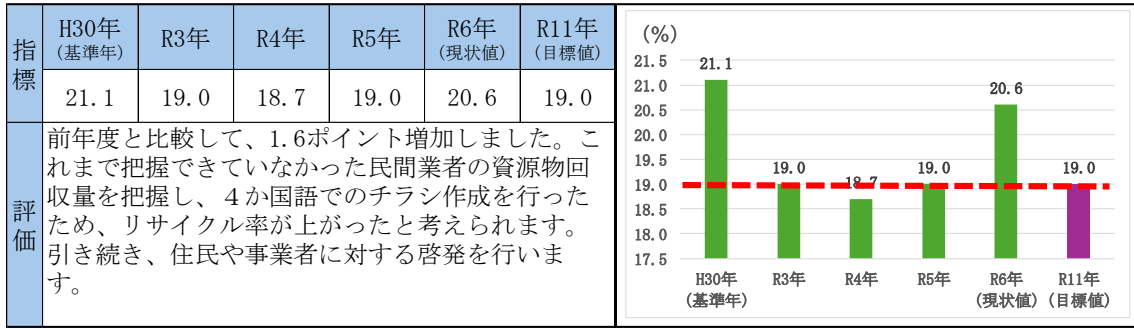 指標
H30年 R3年 R4年 R5年 R6年 R11年
(基準年) (現状値) (目標値)
21.1 19.0 18.7 19.0 20.6 19.0
評価
前年度と比較して、1.6ポイント増加しました。こ
れまで把握できていなかった民間業者の資源物回
収量を把握し、４か国語でのチラシ作成を行った
ため、リサイクル率が上がったと考えられます。
引き続き、住民や事業者に対する啓発を行いま
す。
(%)
21.5
21.0
20.5
20.0
19.5
19.0
18.5
18.0
17.5
21.1 19.0 18.7 19.0 20.6 19.0
H30年 R3年 R4年 R5年 R6年 R11年
(基準年) (現状値) (目標値)